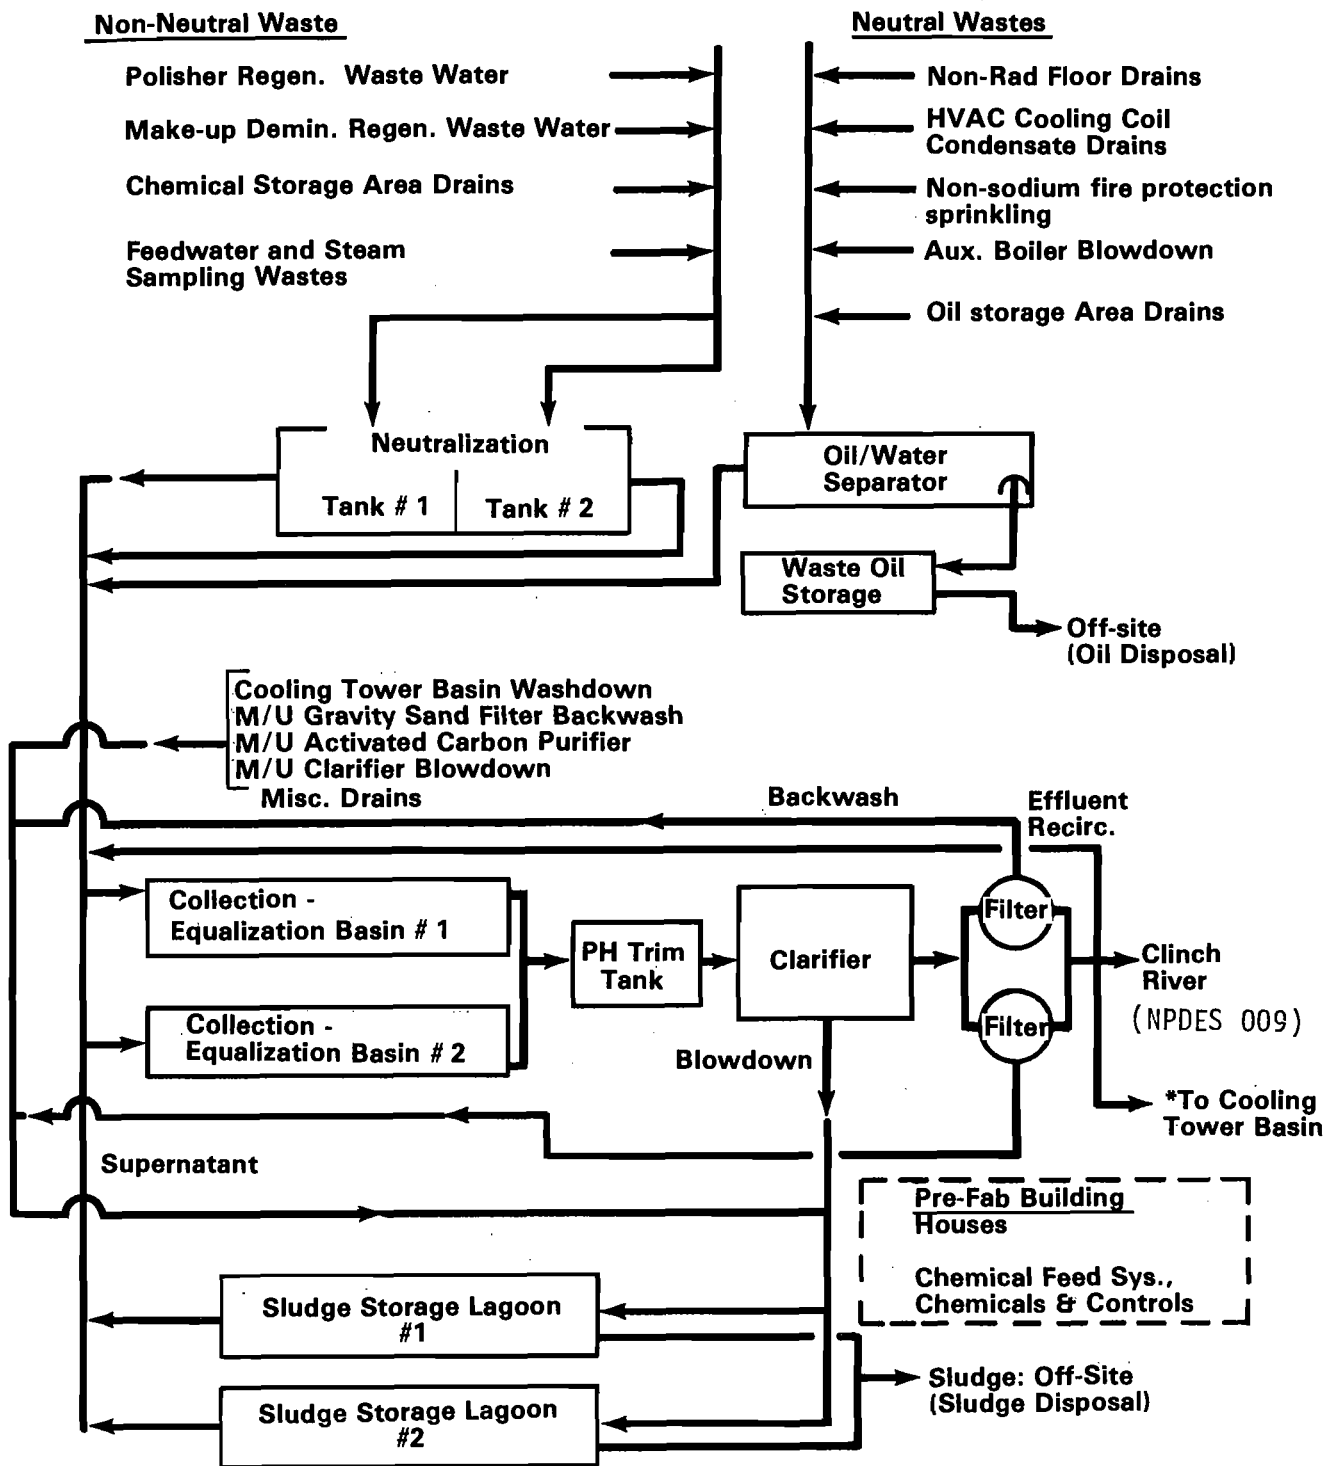 Non-Neutral Waste
Neutral Wastes
Polisher Regen. Waste Water
Make-up Demin. Regen. Waste Water
Chemical Storage Area Drains
Feedwater and Steam
Sampling Wastes
Non-Rad Floor Drains
HVAC Cooling Coil
Condensate Drains
Non-sodium fire protection
sprinkling
Aux. Boiler Blowdown
Oil storage Area Drains
Neutralization
Tank # 1
Tank # 2
Oil/Water
Separator
Waste Oil
Storage
Off-site
(Oil Disposal)
Cooling Tower Basin Washdown
M/U Gravity Sand Filter Backwash
M/U Activated Carbon Purifier
M/U Clarifier Blowdown
Misc. Drains
Backwash
Effluent
Recirc.
Collection -
Equalization Basin # 1
Collection -
Equalization Basin # 2
PH Trim
Tank
Clarifier
Filter
Filter
Clinch
River
(NPDES 009)
Blowdown
*To Cooling
Tower Basin
Supernatant
Pre-Fab Building
Houses
Chemical Feed Sys.,
Chemicals & Controls
Sludge Storage Lagoon
#1
Sludge Storage Lagoon
#2
Sludge: Off-Site
(Sludge Disposal)